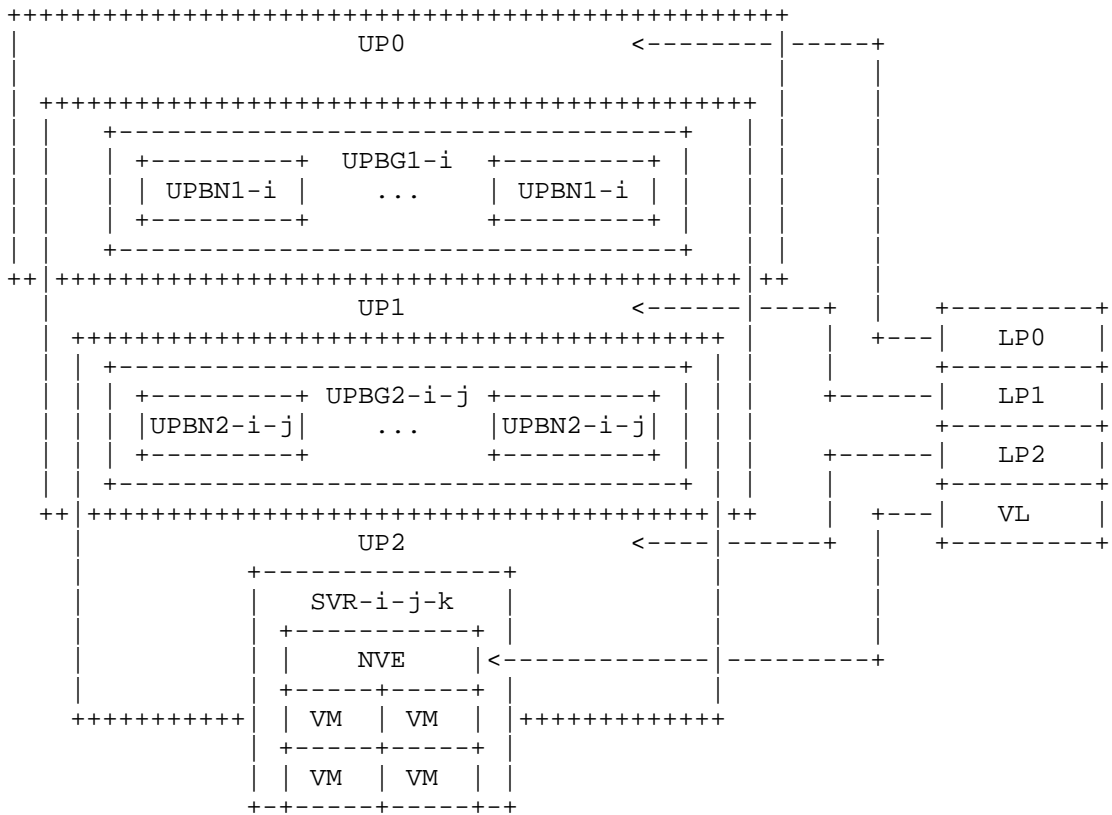 UP0
UPBG1-i
UPBN1-i ... UPBN1-i
UP1
LP0
UPBG2-i-j
LP1
UPBN2-i-j ... UPBN2-i-j
LP2
VL
UP2
SVR-i-j-k
NVE
VM VM
VM VM